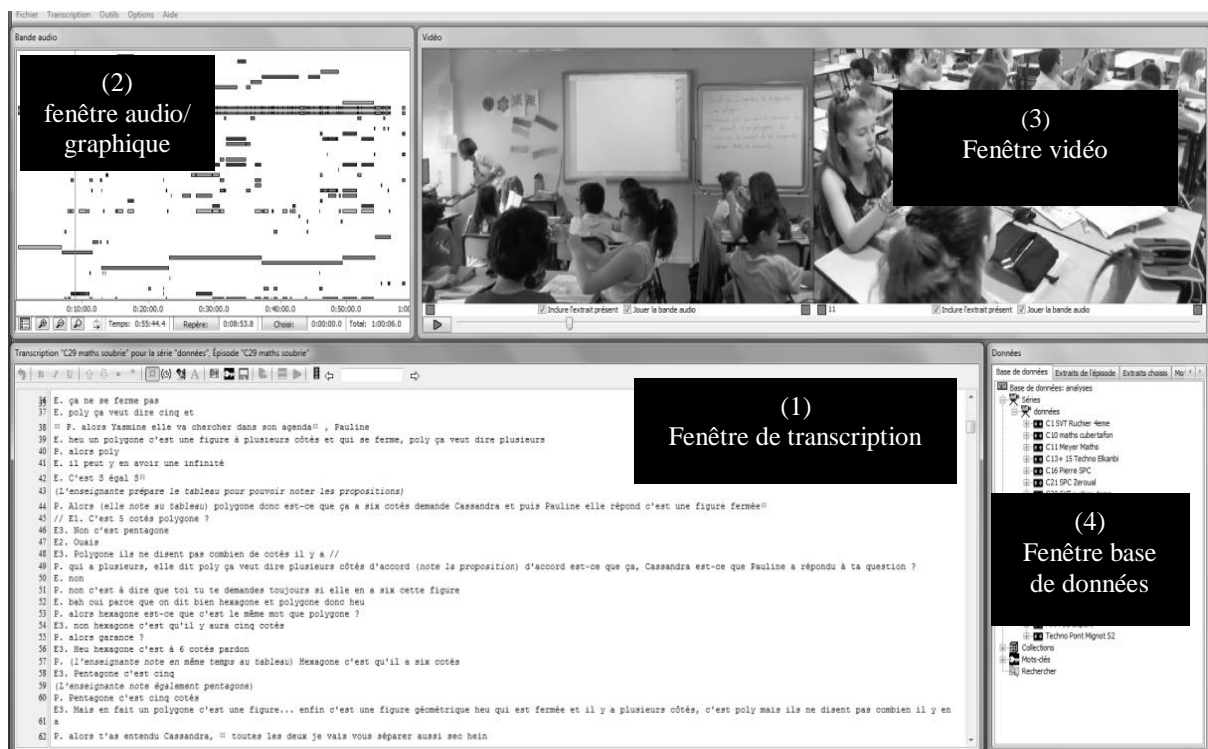 Fichier Transcription Outils Options Aide
Bande audio
Vidéo
(2)
fenêtre audio/
graphique
(3)
Fenêtre vidéo
0:10:00.0 0:20:00.0 0:30:00.0 0:40:00.0 0:50:00.0 1:00
Temps: 0:55:44.4 Repère: 0:08:53.8 Choisi: 0:00:00.0 Total: 1:00:06.0
Inclure l'extrait présent Jouer la bande audio
11 Inclure l'extrait présent Jouer la bande audio
Transcription "C29 maths soubrie" pour la série "données", Épisode "C29 maths soubrie"
36 E. ça ne se ferme pas
37 E. poly ça veut dire cinq et
38 ¤ P. alors Yasmine elle va chercher dans son agenda¤ , Pauline
39 E. heu un polygone c'est une figure à plusieurs côtés et qui se ferme, poly ça veut dire plusieurs
40 P. alors poly
41 E. il peut y en avoir une infinité
42 E. C'est 5 égal 5¤
43 (L'enseignante prépare le tableau pour pouvoir noter les propositions)
44 P. Alors (elle note au tableau) polygone donc est-ce que ça a six cotés demande Cassandra et puis Pauline elle répond c'est une figure fermée¤
45 // E1. C'est 5 cotés polygone ?
46 E3. Non c'est pentagone
47 E2. Ouais
48 E3. Polygone ils ne disent pas combien de cotés il y a //
49 P. qui a plusieurs, elle dit poly ça veut dire plusieurs côtés d'accord (note la proposition) d'accord est-ce que ça, Cassandra est-ce que Pauline a répondu à ta question ?
50 E. non
51 P. non c'est à dire que toi tu te demandes toujours si elle en a six cette figure
52 E. bah oui parce que on dit bien hexagone et polygone donc heu
53 P. alors hexagone est-ce que c'est le même mot que polygone ?
54 E3. non hexagone c'est qu'il y aura cinq cotés
55 P. alors garance ?
56 E3. Heu hexagone c'est à 6 cotés pardon
57 P. (l'enseignante note en même temps au tableau) Hexagone c'est qu'il a six cotés
58 E3. Pentagone c'est cinq
59 (L'enseignante note également pentagone)
60 P. Pentagone c'est cinq cotés
E3. Mais en fait un polygone c'est une figure... enfin c'est une figure géométrique heu qui est fermée et il y a plusieurs côtés, c'est poly mais ils ne disent pas combien il y en
61 a
62 P. alors t'as entendu Cassandra, ¤ toutes les deux je vais vous séparer aussi sec hein
(1)
Fenêtre de transcription
Données
Base de données Extraits de l'épisode Extraits choisis Mo
Base de données: analyses
Séries
données
C1 SVT Ruchier 4eme
C10 maths cubertafon
C11 Meyer Maths
C13+ 15 Techno Elkanbi
C16 Pierre SPC
C21 SPC Zeroual
(4)
Fenêtre base
de données
Techno Pont Mignot S2
Collections
Mots-clés
Rechercher